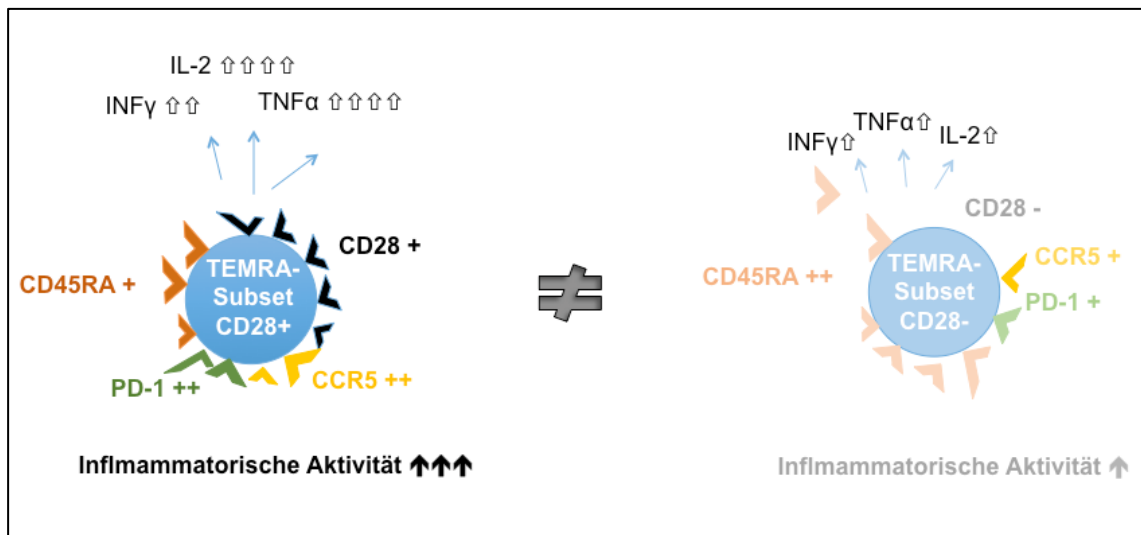 IL-2 ⇧⇧⇧⇧
INFγ ⇧⇧
TNFα ⇧⇧⇧⇧
CD28 +
CD45RA +
TEMRA-
Subset
CD28+
PD-1 ++
CCR5 ++
Inflmammatorische Aktivität 🡹🡹🡹
≠
TNFα⇧
INFγ⇧
IL-2⇧
CD28 -
CCR5 +
CD45RA ++
TEMRA-
Subset
CD28-
PD-1 +
Inflmammatorische Aktivität 🡹